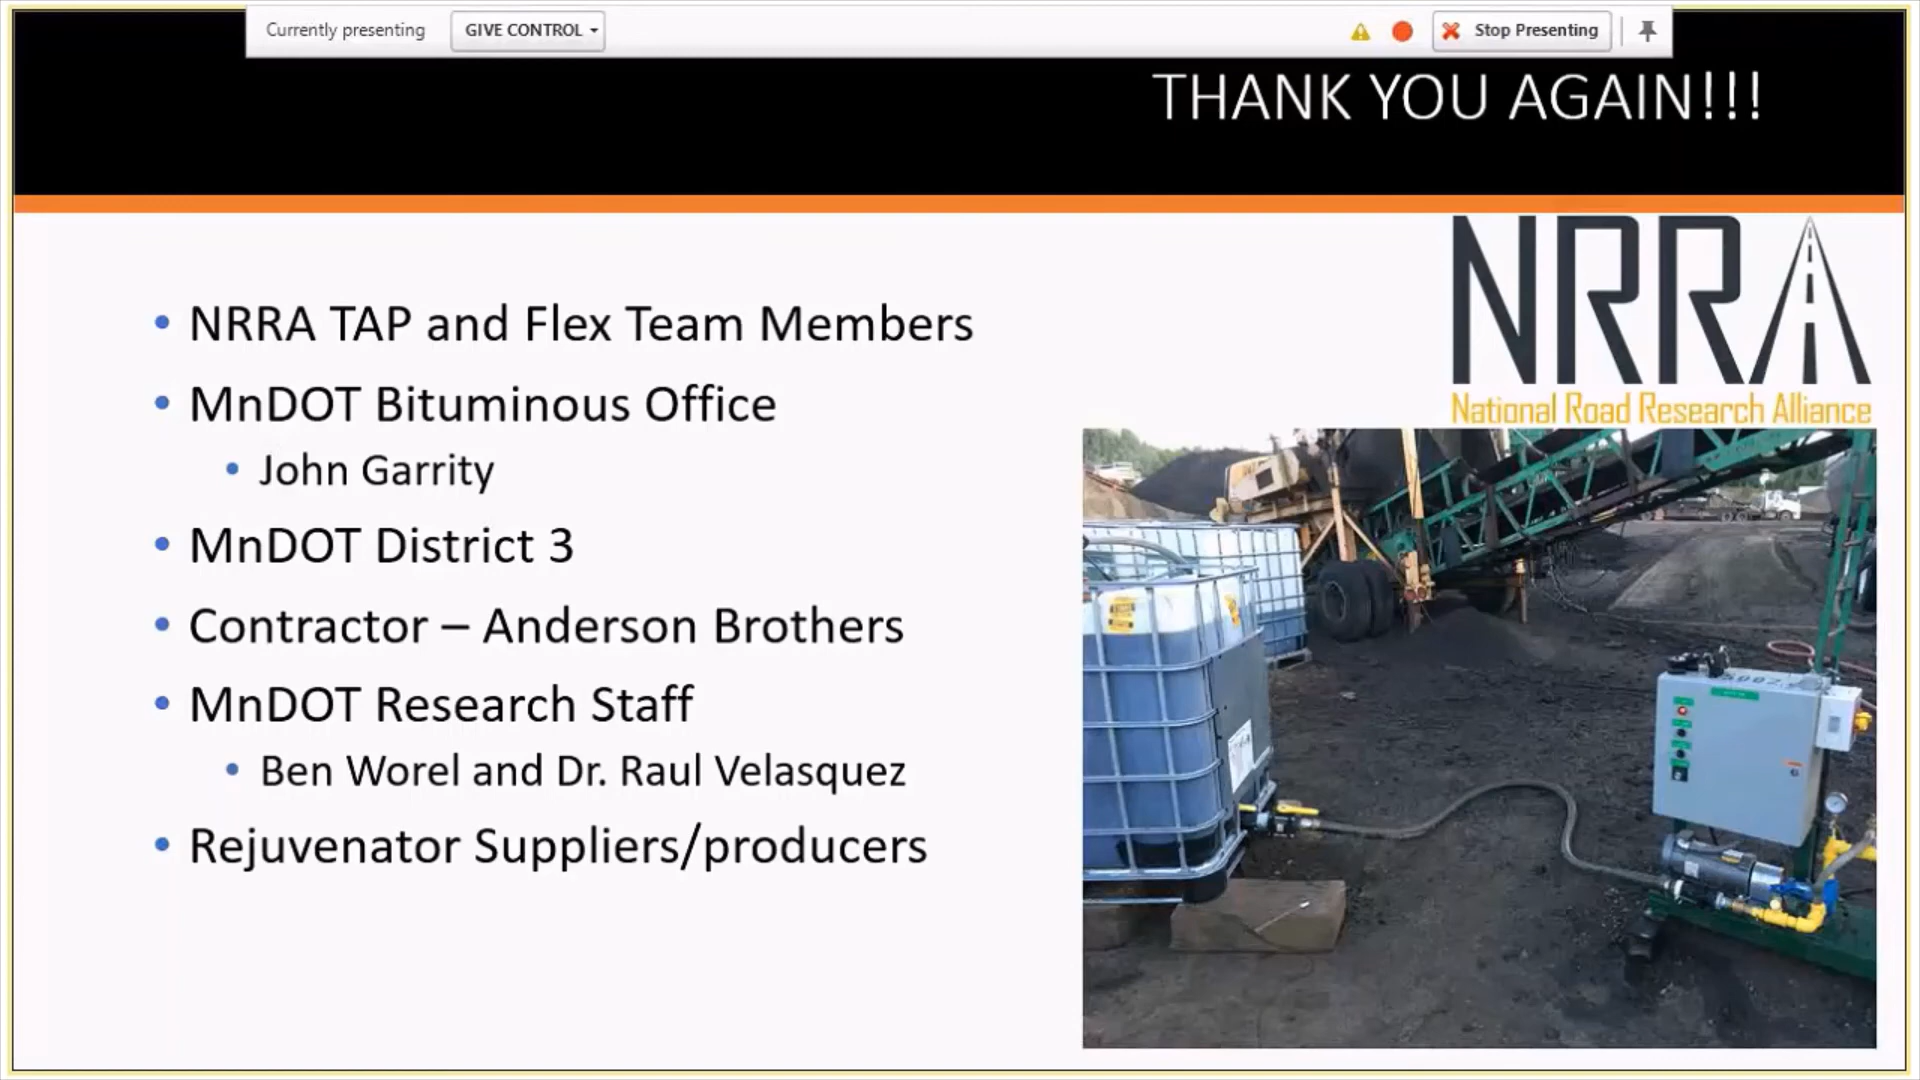 Currently presenting
GIVE CONTROL
Stop Presenting
THANK YOU AGAIN!!!
NRRA
National Road Research Alliance
• NRRA TAP and Flex Team Members
• MnDOT Bituminous Office
• John Garrity
• MnDOT District 3
• Contractor – Anderson Brothers
• MnDOT Research Staff
• Ben Worel and Dr. Raul Velasquez
• Rejuvenator Suppliers/producers